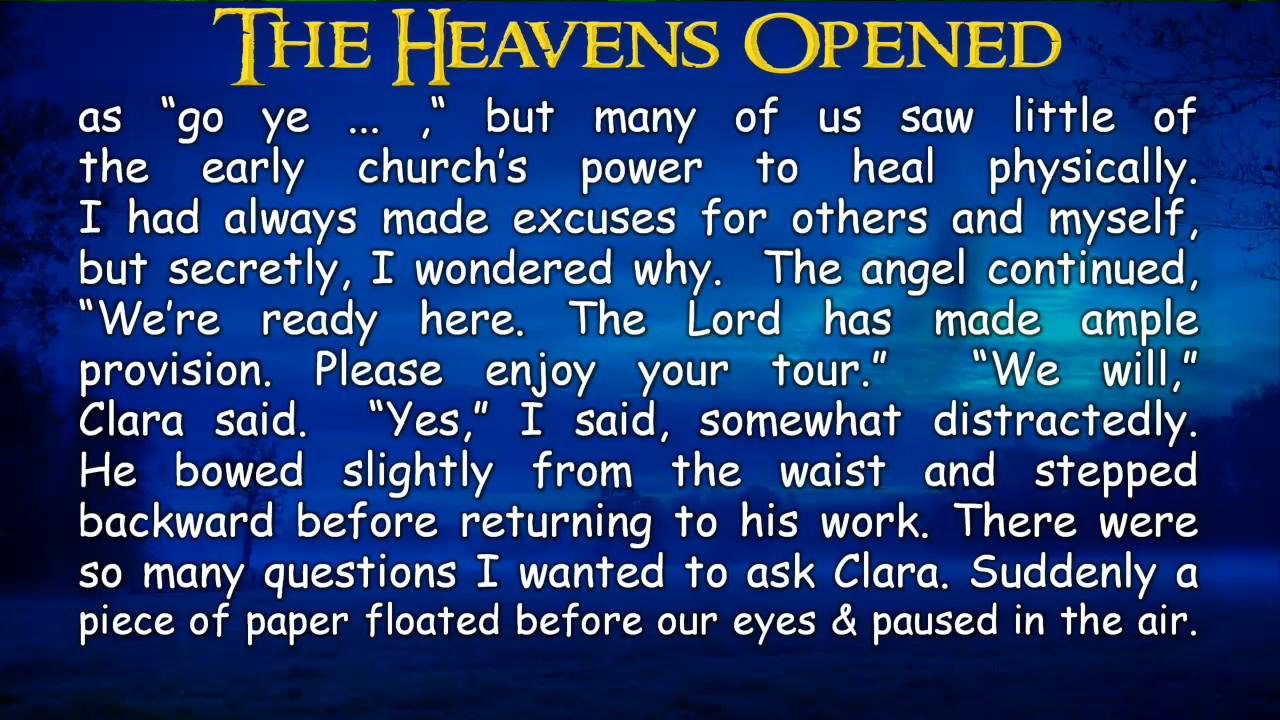 THE HEAVENS OPENED
as “go ye ... ,“ but many of us saw little of
the early church’s power to heal physically.
I had always made excuses for others and myself,
but secretly, I wondered why. The angel continued,
“We’re ready here. The Lord has made ample
provision. Please enjoy your tour.” “We will,”
Clara said. “Yes,” I said, somewhat distractedly.
He bowed slightly from the waist and stepped
backward before returning to his work. There were
so many questions I wanted to ask Clara. Suddenly a
piece of paper floated before our eyes & paused in the air.